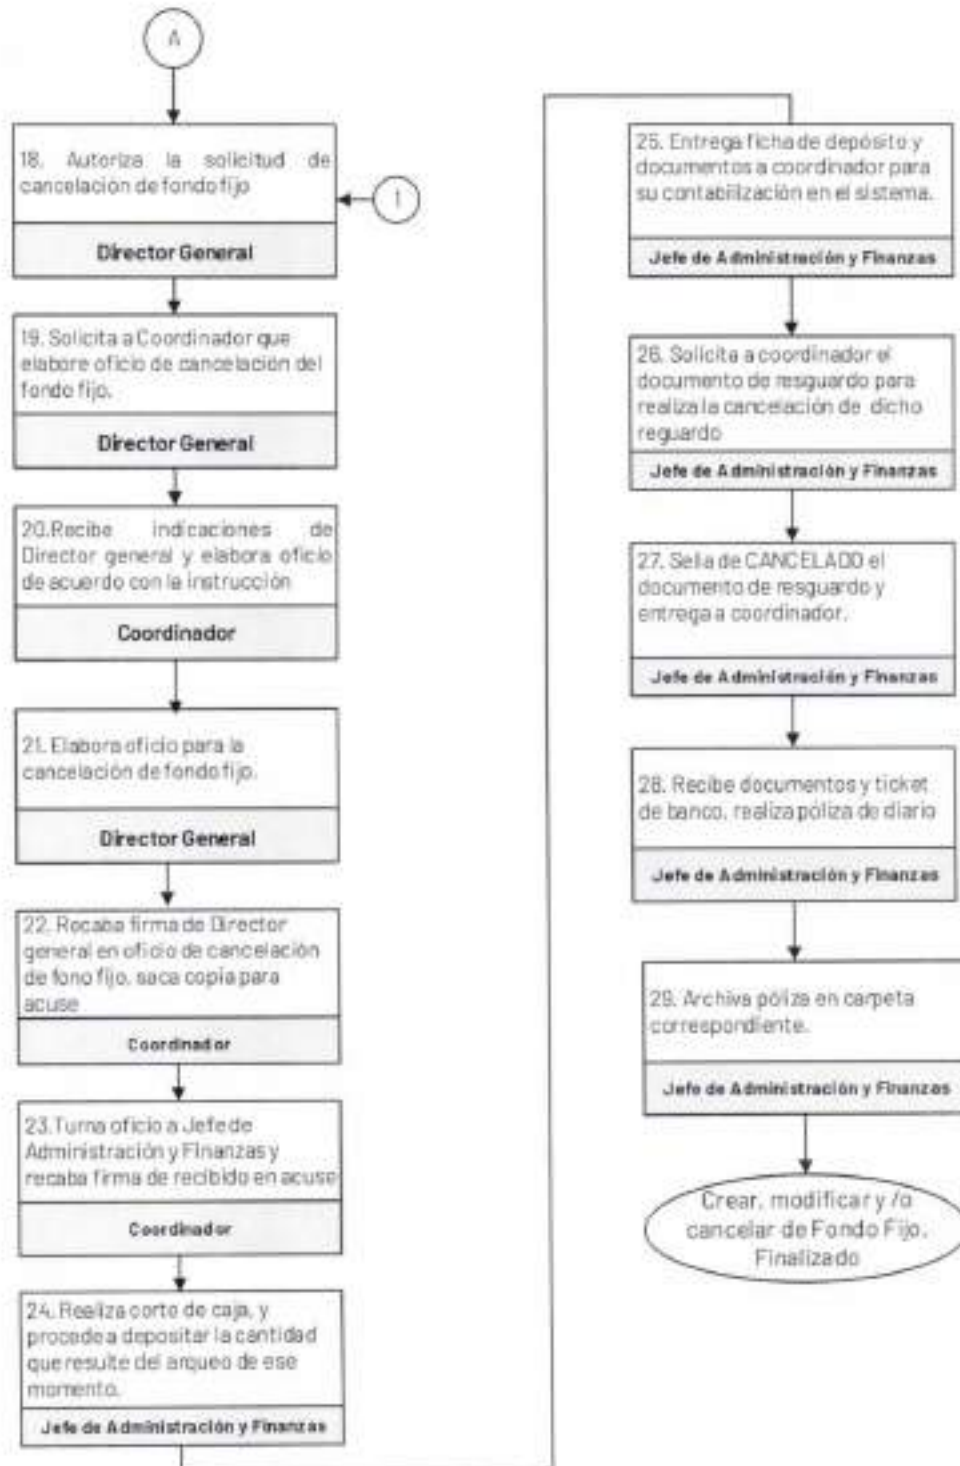 A
18. Autoriza la solicitud de
cancelación de fondo fijo
1
Director General
19. Solicita a Coordinador que
elabore oficio de cancelación del
fondo fijo.
Director General
20.Recibe indicaciones de
Director general y elabora oficio
de acuerdo con la instrucción
Coordinador
21. Elabora oficio para la
cancelación de fondo fijo.
Director General
22. Recaba firma de Director
general en oficio de cancelación
de fono fijo, saca copia para
acuse
Coordinador
23.Turna oficio a Jefe de
Administración y Finanzas y
recaba firma de recibido en acuse
Coordinador
24. Realiza corte de caja, y
procede a depositar la cantidad
que resulte del arqueo de ese
momento.
Jefe de Administración y Finanzas
25. Entrega ficha de depósito y
documentos a coordinador para
su contabilización en el sistema.
Jefe de Administración y Finanzas
26. Solicita a coordinador el
documento de resguardo para
realiza la cancelación de dicho
reguardo
Jefe de Administración y Finanzas
27. Sella de CANCELADO el
documento de resguardo y
entrega a coordinador.
Jefe de Administración y Finanzas
28. Recibe documentos y ticket
de banco, realiza póliza de diario
Jefe de Administración y Finanzas
29. Archiva póliza en carpeta
correspondiente.
Jefe de Administración y Finanzas
Crear, modificar y /o
cancelar de Fondo Fijo.
Finalizado